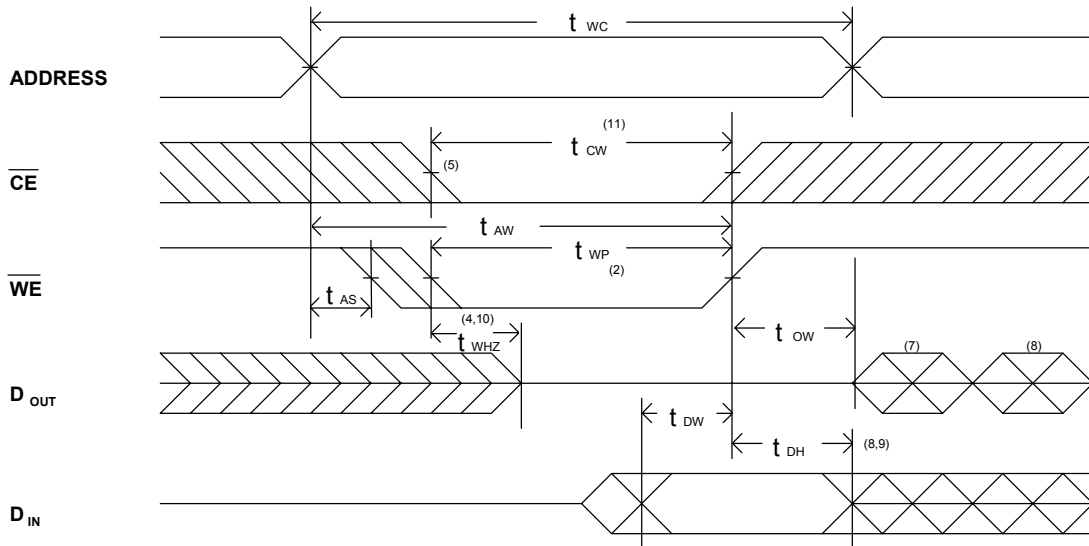 t WC
ADDRESS
(11)
t CW
(5)
CE
t AW
t WP
(2)
WE
t AS
(4,10)
t WHZ
t OW
(7)
(8)
D OUT
t DW
t DH
(8,9)
D IN